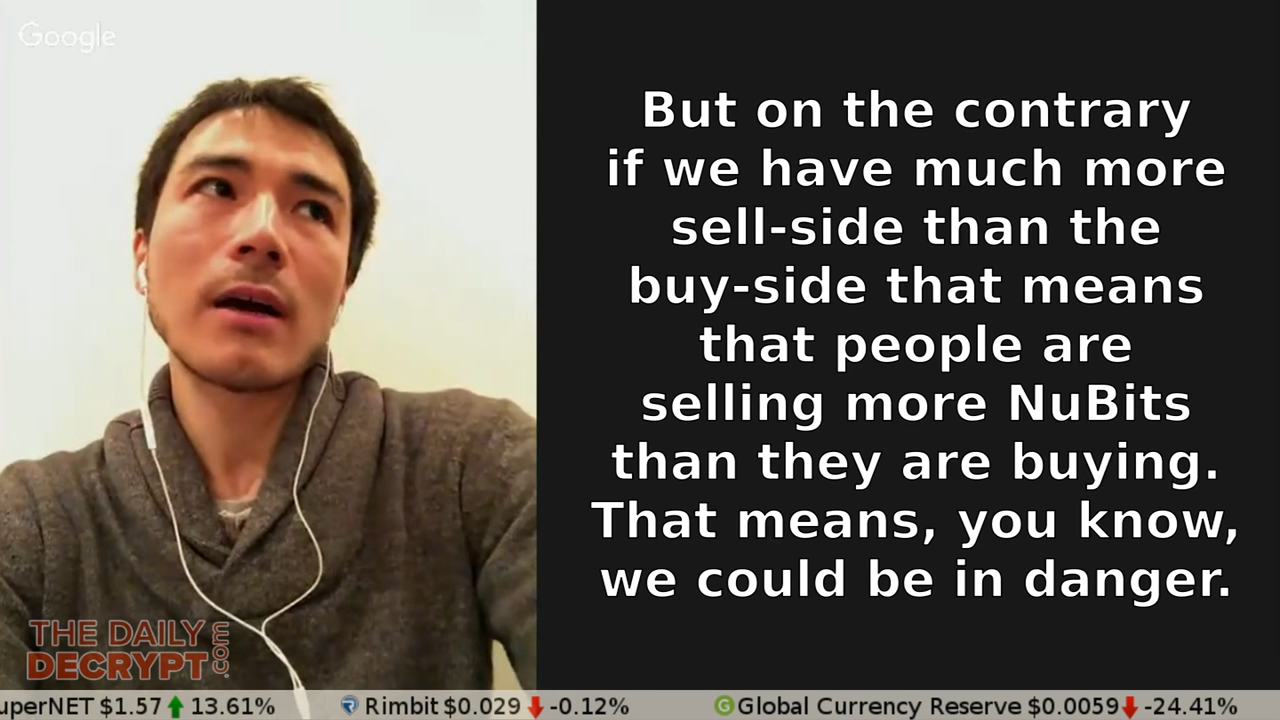 Google
But on the contrary
if we have much more
sell-side than the
buy-side that means
that people are
selling more NuBits
than they are buying.
That means, you know,
we could be in danger.
THE DAILY
DECRYPT.com
uperNET $1.57 13.61% Rimbit $0.029 -0.12% Global Currency Reserve $0.0059 -24.41%